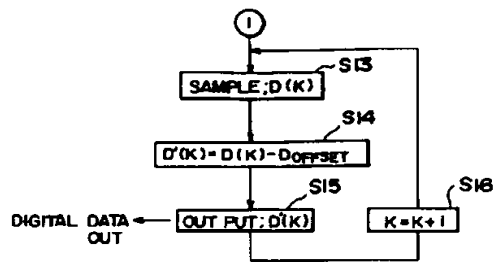 1
S13
SAMPLE;D(K)
S14
D'(K)=D(K)-DOFFSET
S15
S16
DIGITAL DATA
OUT
OUT PUT;D'(K)
K=K+1